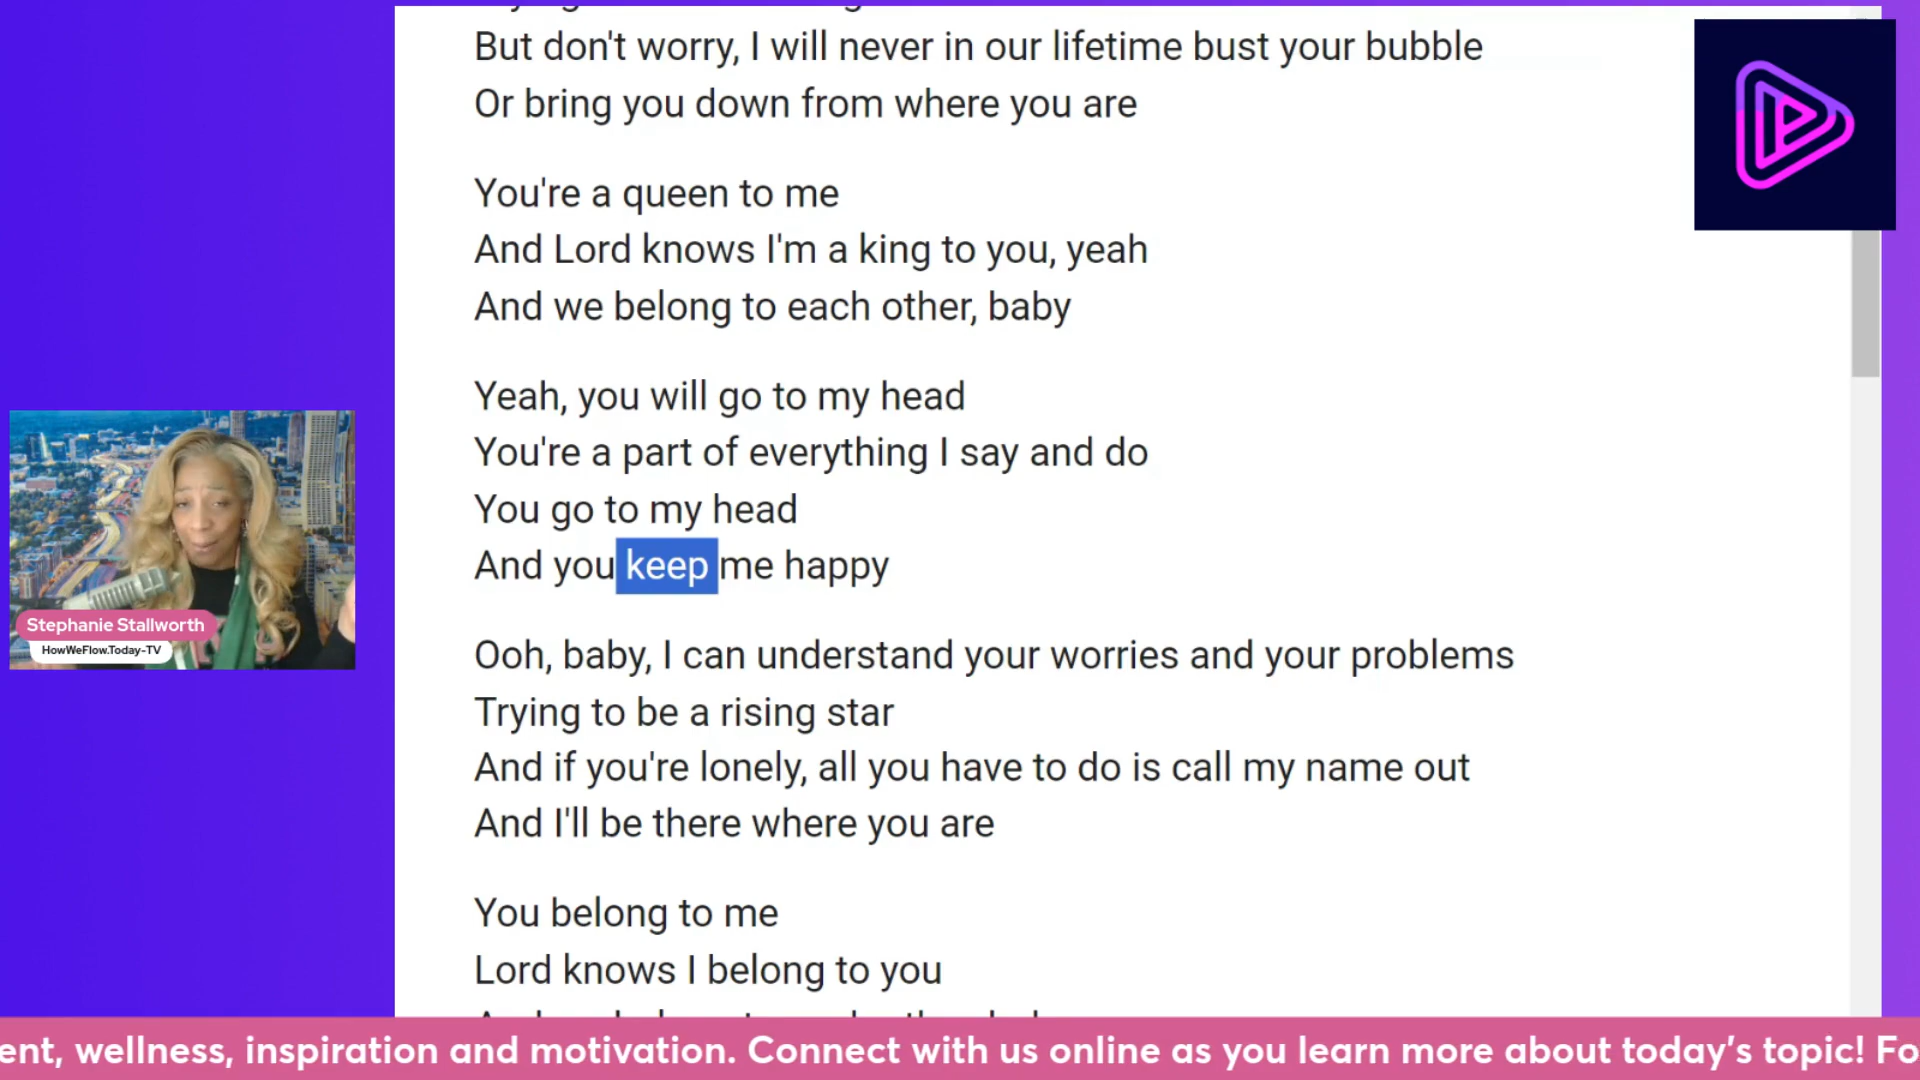 But don't worry, I will never in our lifetime bust your bubble
Or bring you down from where you are
You're a queen to me
And Lord knows I'm a king to you, yeah
And we belong to each other, baby
Yeah, you will go to my head
You're a part of everything I say and do
You go to my head
And you keep me happy
Ooh, baby, I can understand your worries and your problems
Trying to be a rising star
And if you're lonely, all you have to do is call my name out
And I'll be there where you are
You belong to me
Lord knows I belong to you
Stephanie Stallworth
HowWeFlow.Today-TV
ent, wellness, inspiration and motivation. Connect with us online as you learn more about today's topic! Fo